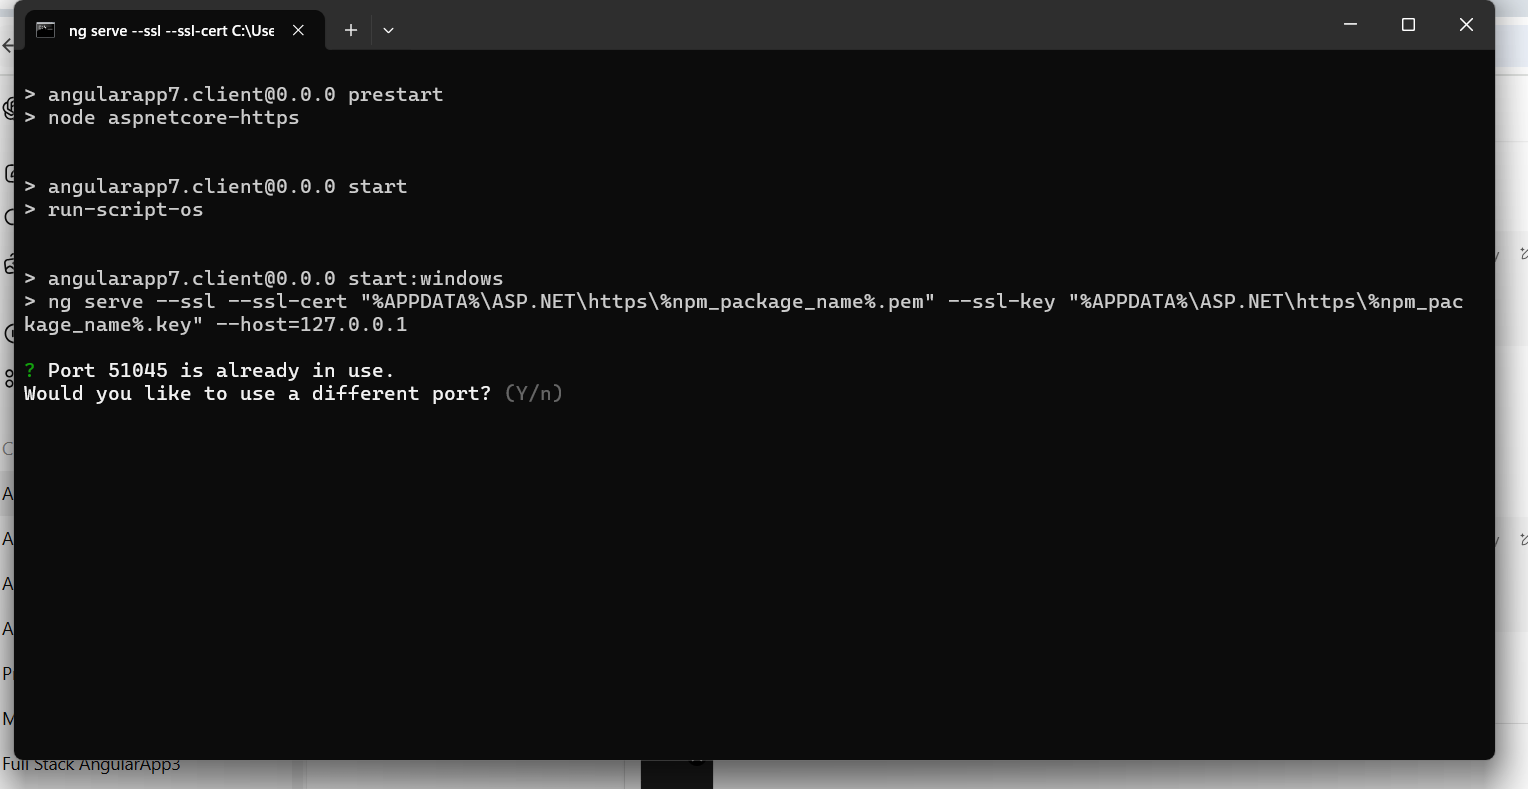 ng serve --ssl --ssl-cert C:\Use
> angularapp7.client@0.0.0 prestart
> node aspnetcore-https
> angularapp7.client@0.0.0 start
> run-script-os
> angularapp7.client@0.0.0 start:windows
> ng serve --ssl --ssl-cert "%APPDATA%\ASP.NET\https\%npm_package_name%.pem" --ssl-key "%APPDATA%\ASP.NET\https\%npm_pac
kage_name%.key" --host=127.0.0.1
? Port 51045 is already in use.
Would you like to use a different port? (Y/n)
C
A
A
A
A
P
M
Full Stack AngularApp3